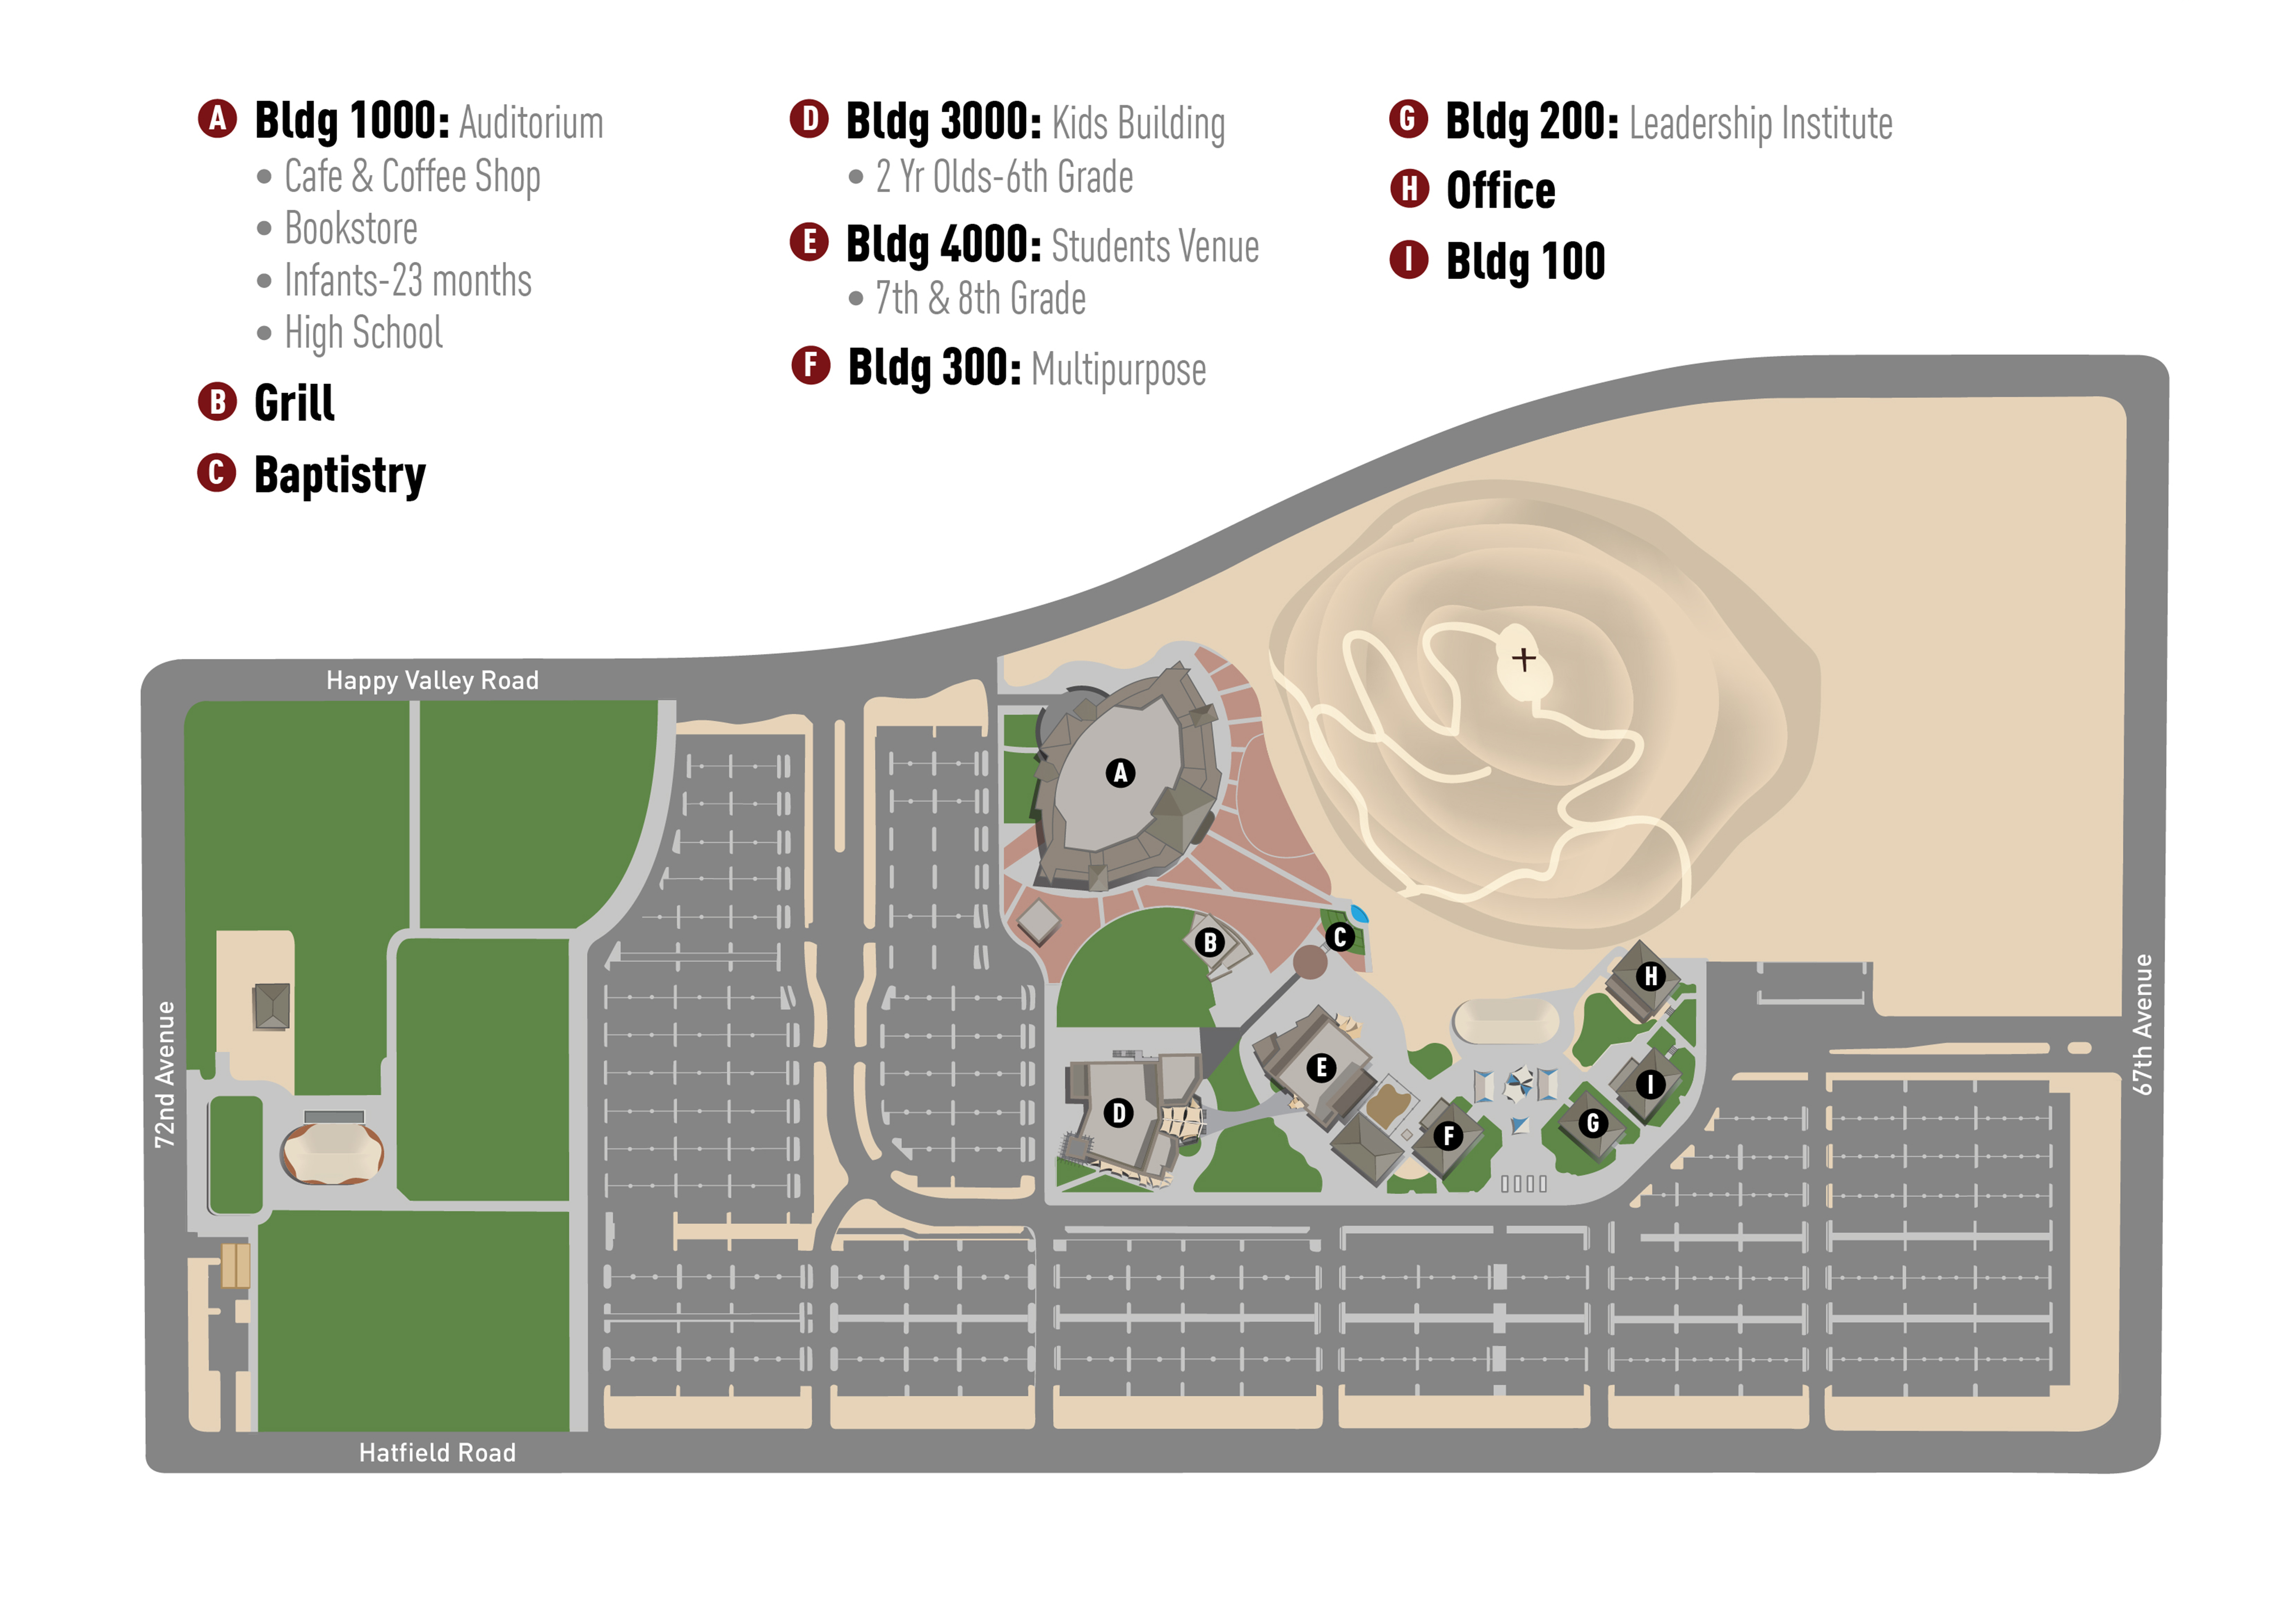 A Bldg 1000: Auditorium
• Cafe & Coffee Shop
• Bookstore
• Infants-23 months
• High School
B Grill
C Baptistry
D Bldg 3000: Kids Building
• 2 Yr Olds-6th Grade
E Bldg 4000: Students Venue
• 7th & 8th Grade
F Bldg 300: Multipurpose
G Bldg 200: Leadership Institute
H Office
I Bldg 100
Happy Valley Road
72nd Avenue
67th Avenue
Hatfield Road
A
B
C
H
E
I
D
G
F